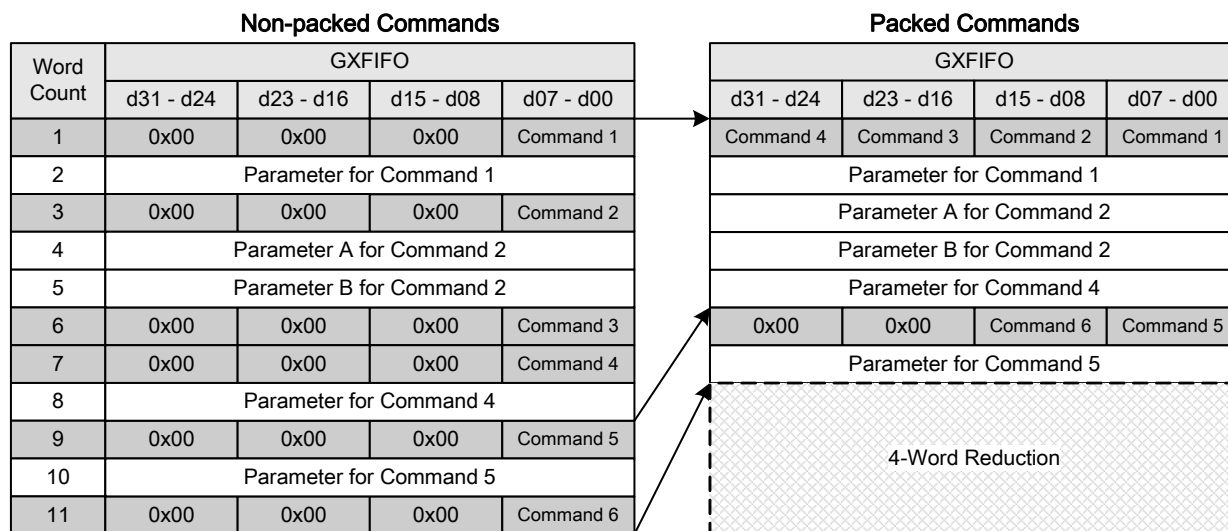 Non-packed Commands
Word Count GXFIFO
d31 - d24 d23 - d16 d15 - d08 d07 - d00
1 0x00 0x00 0x00 Command 1
2 Parameter for Command 1
3 0x00 0x00 0x00 Command 2
4 Parameter A for Command 2
5 Parameter B for Command 2
6 0x00 0x00 0x00 Command 3
7 0x00 0x00 0x00 Command 4
8 Parameter for Command 4
9 0x00 0x00 0x00 Command 5
10 Parameter for Command 5
11 0x00 0x00 0x00 Command 6
Packed Commands
GXFIFO
d31 - d24 d23 - d16 d15 - d08 d07 - d00
Command 4 Command 3 Command 2 Command 1
Parameter for Command 1
Parameter A for Command 2
Parameter B for Command 2
Parameter for Command 4
0x00 0x00 Command 6 Command 5
Parameter for Command 5
4-Word Reduction